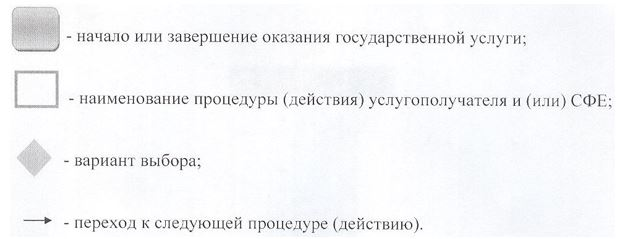 - начало или завершение оказания государственной услуги;
- наименование процедуры (действия) услугополучателя и (или) СФЕ;
- вариант выбора;
- переход к следующей процедуре (действию).